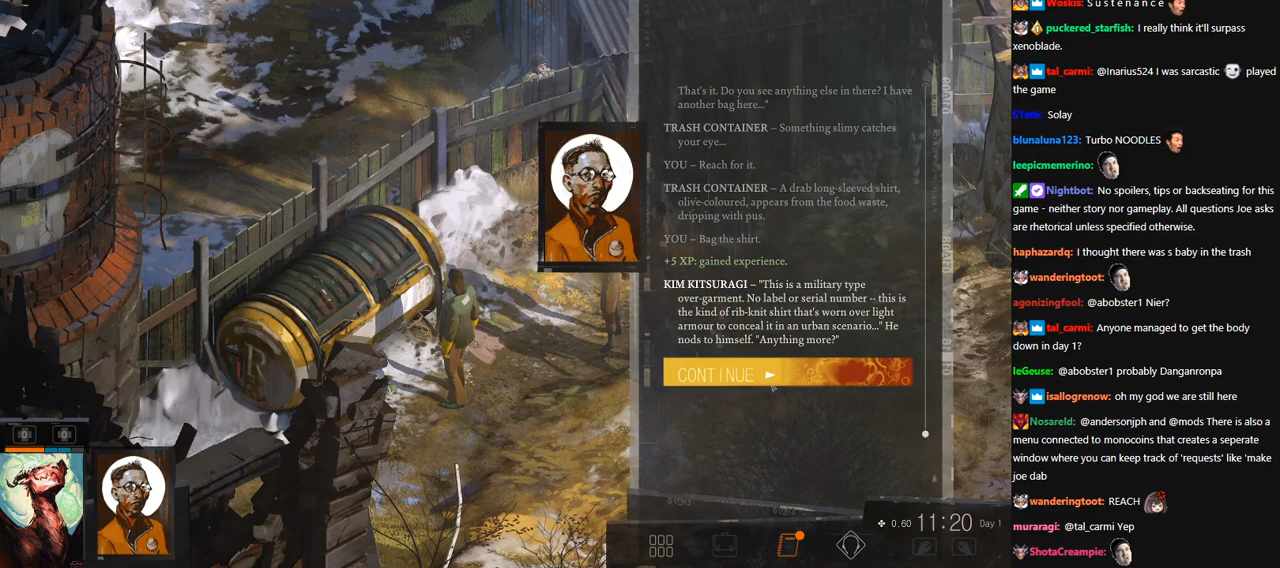 That's it. Do you see anything else in there? I have
another bag here..."
TRASH CONTAINER – Something slimy catches
your eye...
YOU – Reach for it.
TRASH CONTAINER – A drab long-sleeved shirt,
olive-coloured, appears from the food waste,
dripping with pus.
YOU – Bag the shirt.
+5 XP: gained experience.
KIM KITSURAGI – "This is a military type
over-garment. No label or serial number -- this is
the kind of rib-knit shirt that's worn over light
armour to conceal it in an urban scenario..." He
nods to himself. "Anything more?"
CONTINUE
0
0
0.60 11:20 Day 1
Woskis: S u s t e n a n c e
puckered_starfish: I really think it'll surpass
xenoblade.
tal_carmi: @Inarius524 I was sarcastic played
the game
S1eth: Solay
blunaluna123: Turbo NOODLES
leepicmemerino:
Nightbot: No spoilers, tips or backseating for this
game - neither story nor gameplay. All questions Joe asks
are rhetorical unless specified otherwise.
haphazardq: I thought there was s baby in the trash
wanderingtoot:
agonizingfool: @abobster1 Nier?
tal_carmi: Anyone managed to get the body
down in day 1?
leGeuse: @abobster1 probably Danganronpa
isallogrenow: oh my god we are still here
Nosareld: @andersonjph and @mods There is also a
menu connected to monocoins that creates a seperate
window where you can keep track of 'requests' like 'make
joe dab
wanderingtoot: REACH
muraragi: @tal_carmi Yep
ShotaCreampie: